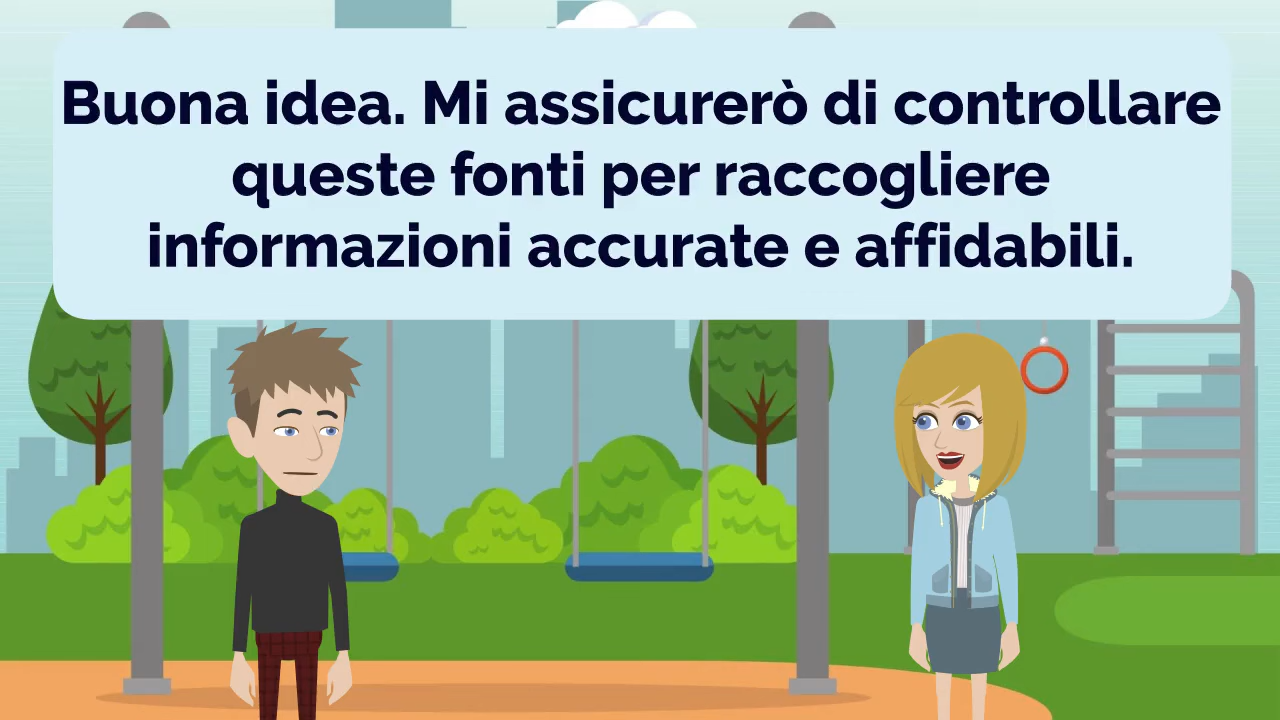 Buona idea. Mi assicurerò di controllare
queste fonti per raccogliere
informazioni accurate e affidabili.